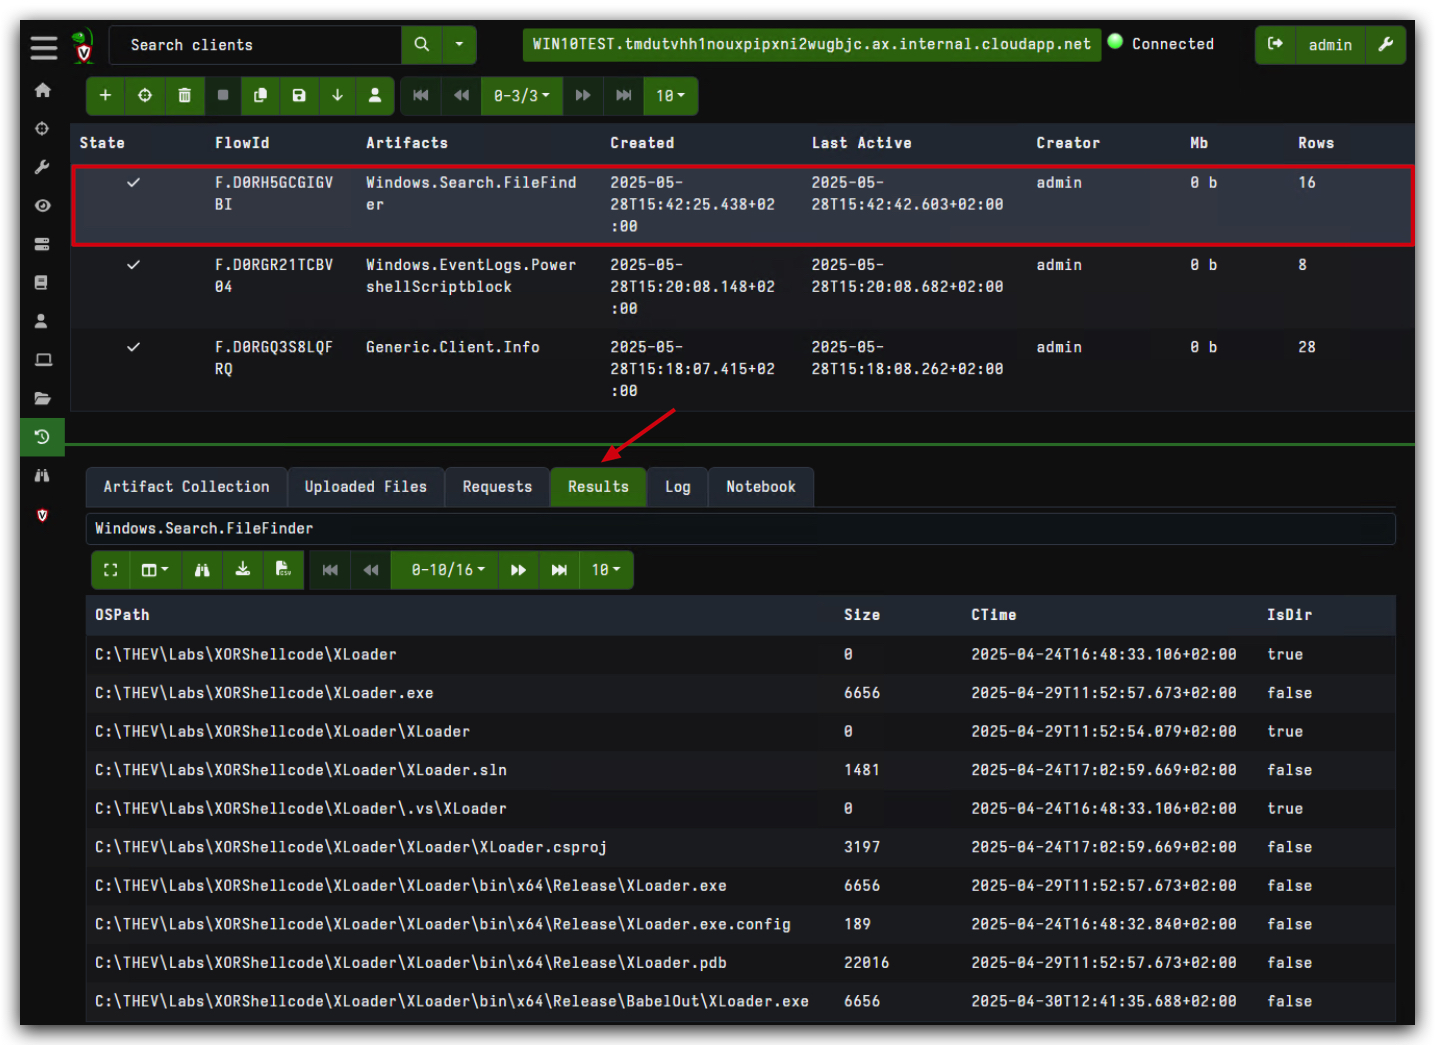 Search clients
WIN10TEST.tmdutvhh1nouxpipxni2wugbjc.ax.internal.cloudapp.net
Connected
admin
0-3/3
10
State FlowId Artifacts Created Last Active Creator Mb Rows
F.D0RH5GCGIGV Windows.Search.FileFind 2025-05- 2025-05- admin 0 b 16
BI er 28T15:42:25.438+02 28T15:42:42.603+02:00
:00
F.D0RGR21TCBV Windows.EventLogs.Power 2025-05- 2025-05- admin 0 b 8
04 shellScriptblock 28T15:20:08.148+02 28T15:20:08.682+02:00
:00
F.D0RGQ3S8LQF Generic.Client.Info 2025-05- 2025-05- admin 0 b 28
RQ 28T15:18:07.415+02 28T15:18:08.262+02:00
:00
Artifact Collection Uploaded Files Requests Results Log Notebook
Windows.Search.FileFinder
CSV 0-10/16 10
OSPath Size CTime IsDir
C:\THEV\Labs\XORShellcode\XLoader 0 2025-04-24T16:48:33.106+02:00 true
C:\THEV\Labs\XORShellcode\XLoader.exe 6656 2025-04-29T11:52:57.673+02:00 false
C:\THEV\Labs\XORShellcode\XLoader\XLoader 0 2025-04-29T11:52:54.079+02:00 true
C:\THEV\Labs\XORShellcode\XLoader\XLoader.sln 1481 2025-04-24T17:02:59.669+02:00 false
C:\THEV\Labs\XORShellcode\XLoader\.vs\XLoader 0 2025-04-24T16:48:33.106+02:00 true
C:\THEV\Labs\XORShellcode\XLoader\XLoader\XLoader.csproj 3197 2025-04-24T17:02:59.669+02:00 false
C:\THEV\Labs\XORShellcode\XLoader\XLoader\bin\x64\Release\XLoader.exe 6656 2025-04-29T11:52:57.673+02:00 false
C:\THEV\Labs\XORShellcode\XLoader\XLoader\bin\x64\Release\XLoader.exe.config 189 2025-04-24T16:48:32.840+02:00 false
C:\THEV\Labs\XORShellcode\XLoader\XLoader\bin\x64\Release\XLoader.pdb 22016 2025-04-29T11:52:57.673+02:00 false
C:\THEV\Labs\XORShellcode\XLoader\XLoader\bin\x64\Release\BabelOut\XLoader.exe 6656 2025-04-30T12:41:35.688+02:00 false